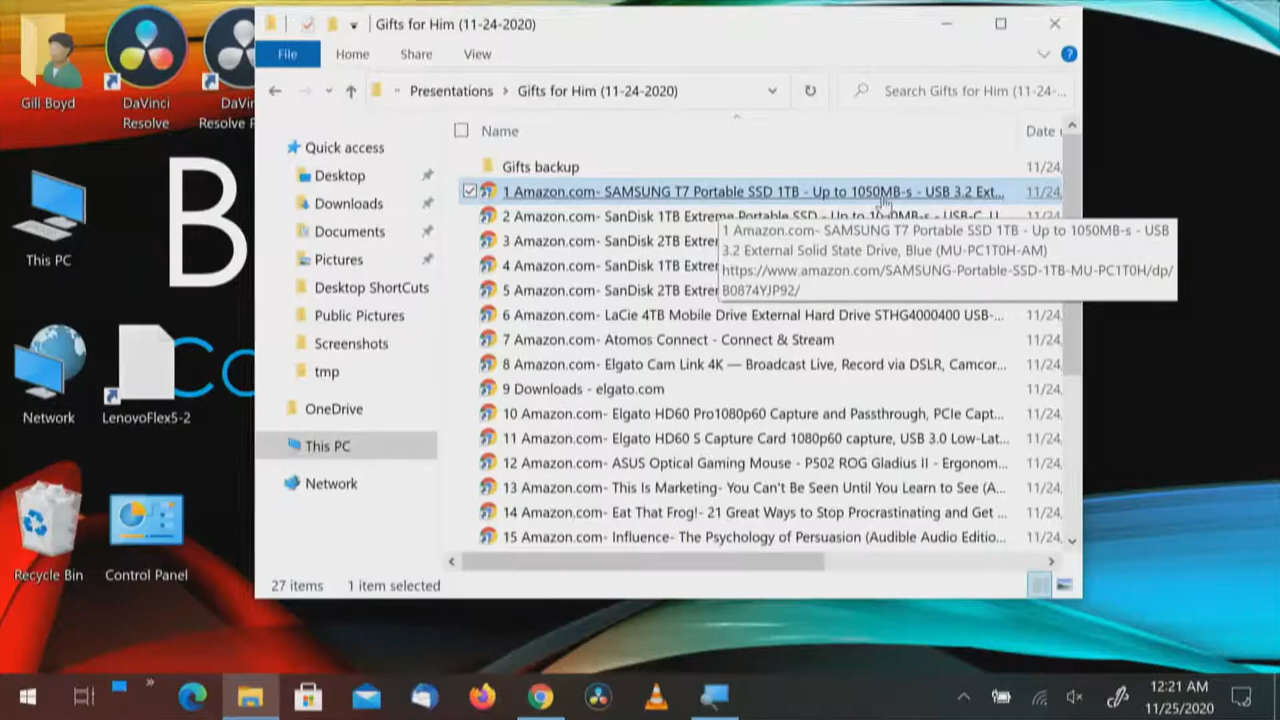 Gifts for Him (11-24-2020)
File
Home
Share
View
Presentations
Gifts for Him (11-24-2020)
Search Gifts for Him (11-24-...
Name
Date
Quick access
Desktop
Downloads
Documents
Pictures
Desktop ShortCuts
Public Pictures
Screenshots
tmp
OneDrive
This PC
Network
Gifts backup
11/24
1 Amazon.com- SAMSUNG T7 Portable SSD 1TB - Up to 1050MB-s - USB 3.2 Ext...
11/24,
2 Amazon.com- SanDisk 1TB Extreme Portable SSD - Up to 1050MB-s - USB-C, U...
11/24,
3 Amazon.com- SanDisk 2TB Extre
4 Amazon.com- SanDisk 1TB Extre
5 Amazon.com- SanDisk 2TB Extre
1 Amazon.com- SAMSUNG T7 Portable SSD 1TB - Up to 1050MB-s - USB
3.2 External Solid State Drive, Blue (MU-PC1T0H-AM)
https://www.amazon.com/SAMSUNG-Portable-SSD-1TB-MU-PC1T0H/dp/
B0874YJP92/
6 Amazon.com- LaCie 4TB Mobile Drive External Hard Drive STHG4000400 USB-...
11/24,
7 Amazon.com- Atomos Connect - Connect & Stream
11/24,
8 Amazon.com- Elgato Cam Link 4K — Broadcast Live, Record via DSLR, Camcor...
11/24,
9 Downloads - elgato.com
11/24,
10 Amazon.com- Elgato HD60 Pro1080p60 Capture and Passthrough, PCIe Capt...
11/24,
11 Amazon.com- Elgato HD60 S Capture Card 1080p60 capture, USB 3.0 Low-Lat...
11/24,
12 Amazon.com- ASUS Optical Gaming Mouse - P502 ROG Gladius II - Ergonom...
11/24,
13 Amazon.com- This Is Marketing- You Can't Be Seen Until You Learn to See (A...
11/24,
14 Amazon.com- Eat That Frog!- 21 Great Ways to Stop Procrastinating and Get ...
11/24,
15 Amazon.com- Influence- The Psychology of Persuasion (Audible Audio Editio...
11/24,
27 items
1 item selected
Gill Boyd
DaVinci
Resolve
DaVi
Resolve F
This PC
B
Co
Network
LenovoFlex5-2
Recycle Bin
Control Panel
12:21 AM
11/25/2020